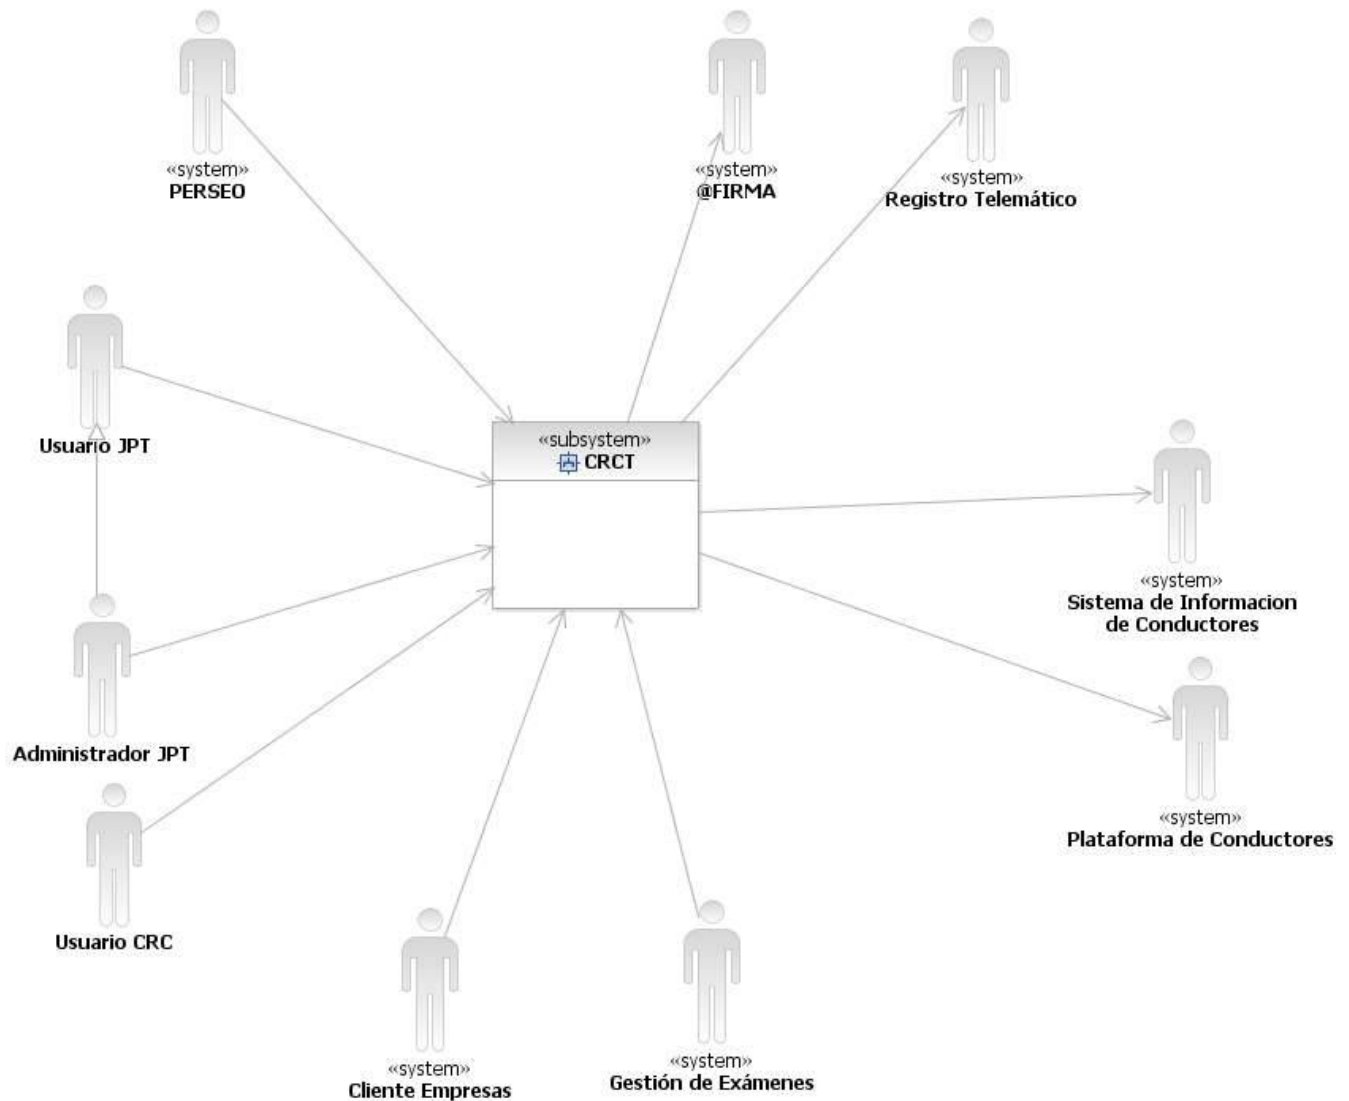 «system»
PERSEO
«system»
@FIRMA
«system»
Registro Telemático
Usuario JPT
«subsystem»
CRCT
«system»
Sistema de Informacion
de Conductores
Administrador JPT
«system»
Plataforma de Conductores
Usuario CRC
«system»
Cliente Empresas
«system»
Gestión de Exámenes